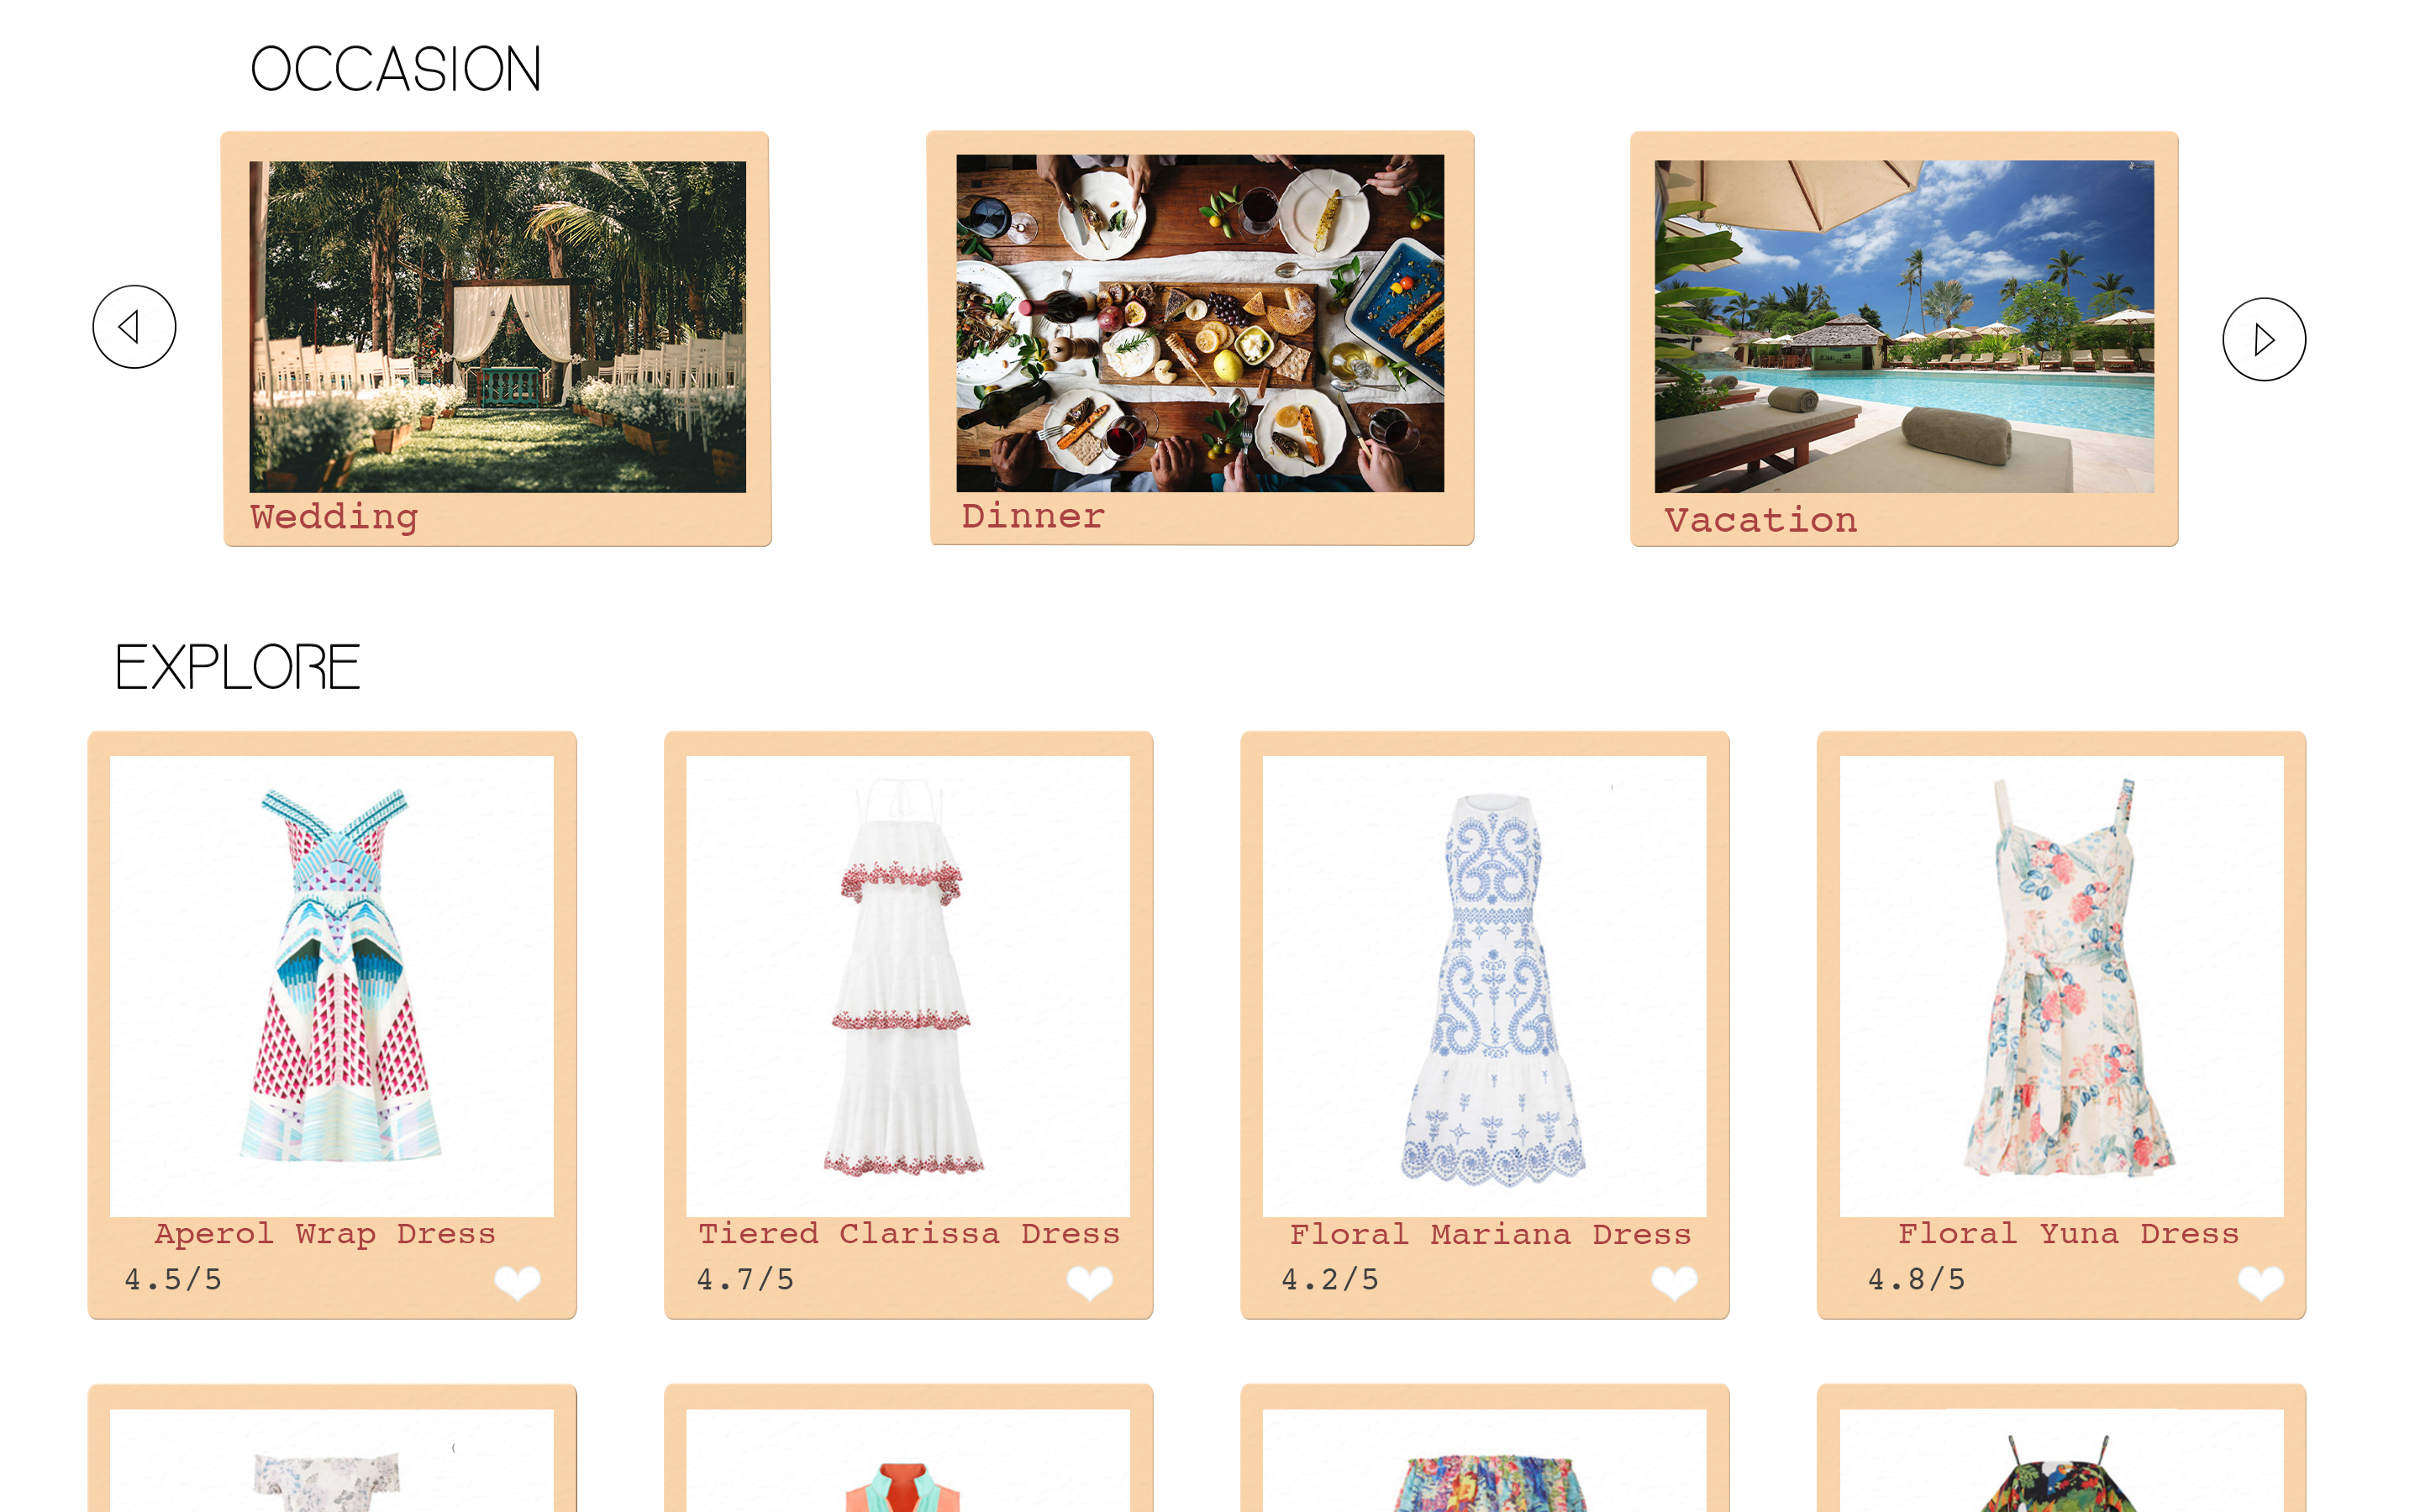 OCCASION
Wedding
Dinner
Vacation
EXPLORE
Aperol Wrap Dress
4.5/5
Tiered Clarissa Dress
4.7/5
Floral Mariana Dress
4.2/5
Floral Yuna Dress
4.8/5